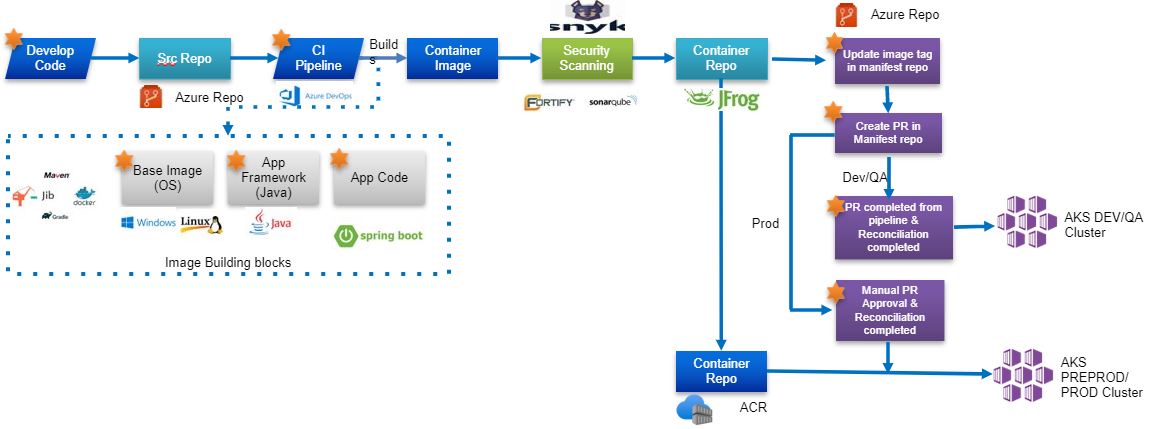 snyk
Azure Repo
Develop
Code
Src Repo
CI
Pipeline
Build
s
Container
Image
Security
Scanning
Container
Repo
Update image tag
in manifest repo
Azure Repo
Azure DevOps
FORTIFY
sonarqube
JFrog
Create PR in
Manifest repo
Maven
Jib
docker
Gradle
Base Image
(OS)
App
Framework
(Java)
App Code
Windows
Linux
Java
spring boot
Image Building blocks
Dev/QA
Prod
PR completed from
pipeline &
Reconciliation
completed
AKS DEV/QA
Cluster
Manual PR
Approval &
Reconciliation
completed
Container
Repo
ACR
AKS
PREPROD/
PROD Cluster